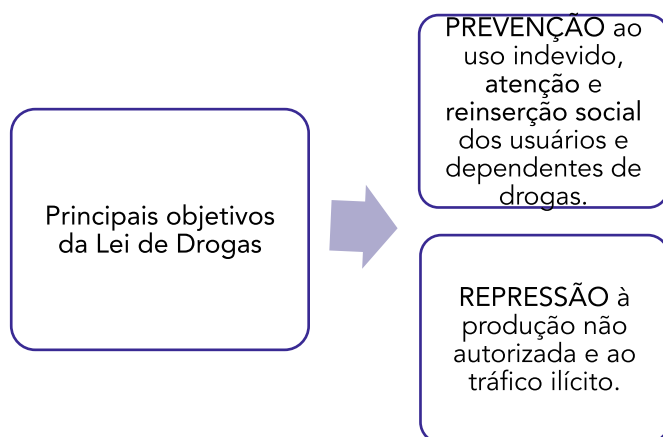 Principais objetivos
da Lei de Drogas
PREVENÇÃO ao
uso indevido,
atenção e
reinserção social
dos usuários e
dependentes de
drogas.
REPRESSÃO à
produção não
autorizada e ao
tráfico ilícito.